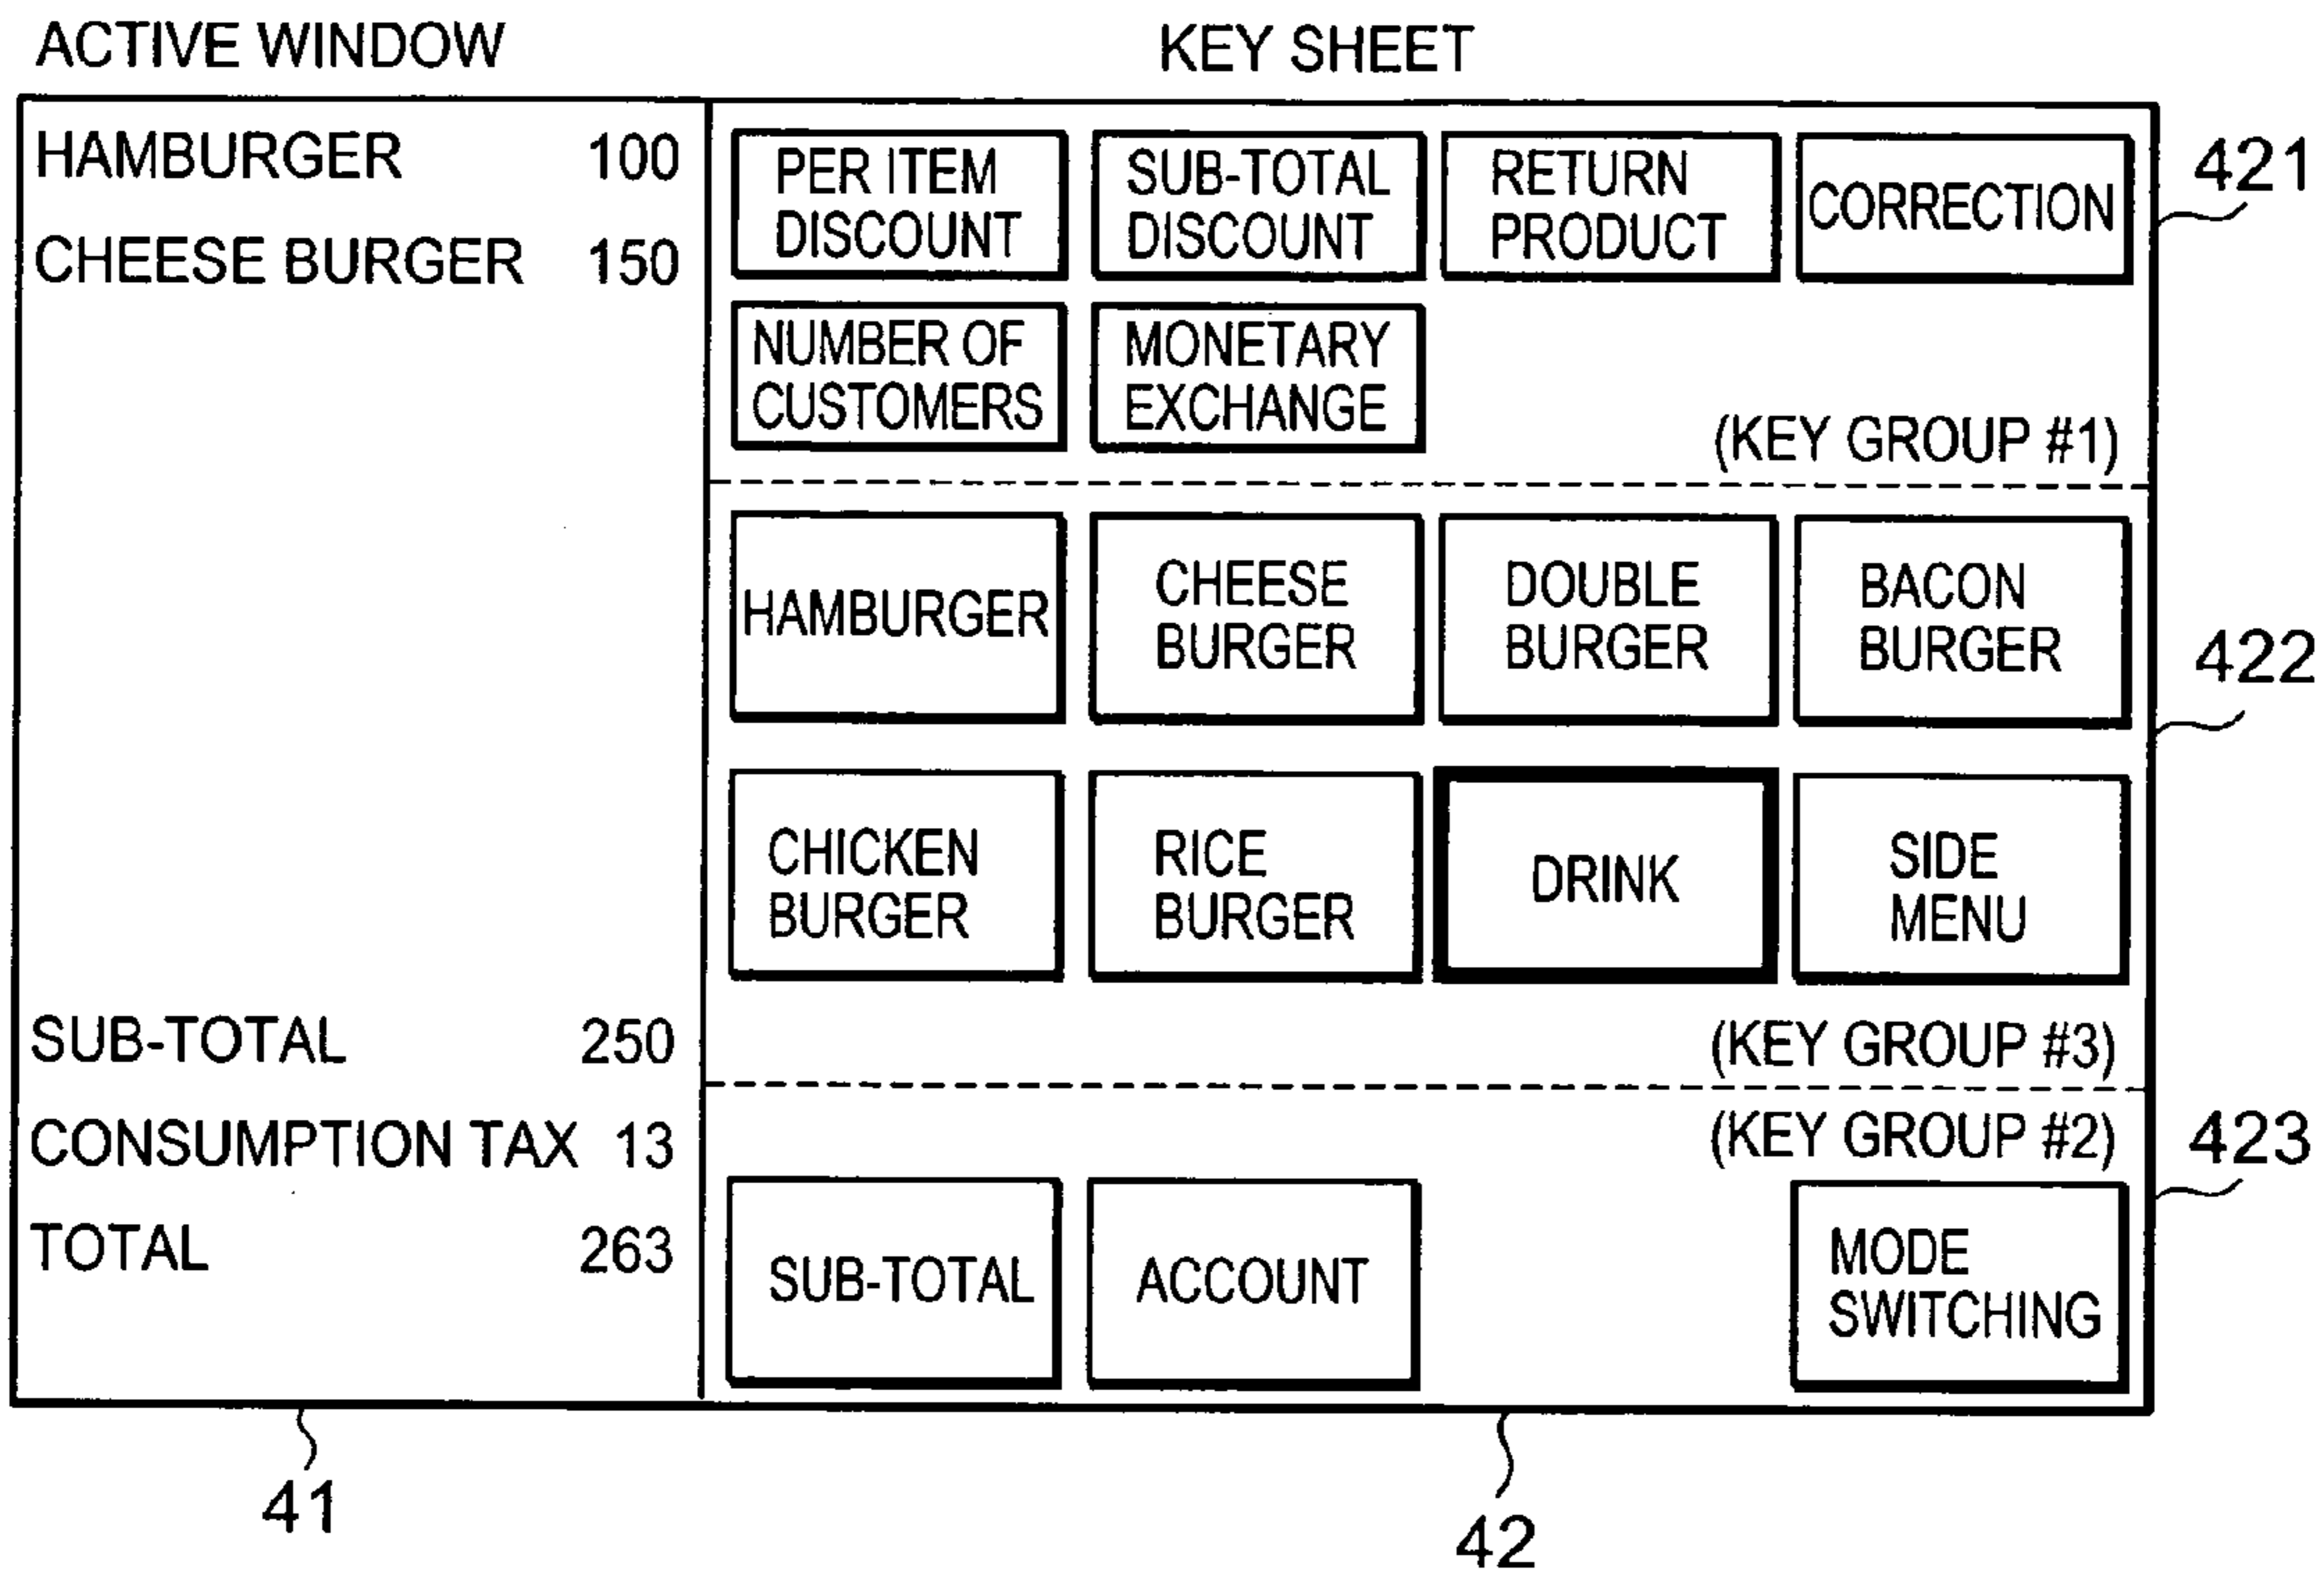 ACTIVE WINDOW
KEY SHEET
HAMBURGER 100
CHEESE BURGER 150
SUB-TOTAL 250
CONSUMPTION TAX 13
TOTAL 263
PER ITEM
DISCOUNT
SUB-TOTAL
DISCOUNT
RETURN
PRODUCT
CORRECTION
NUMBER OF
CUSTOMERS
MONETARY
EXCHANGE
(KEY GROUP #1)
HAMBURGER
CHEESE
BURGER
DOUBLE
BURGER
BACON
BURGER
CHICKEN
BURGER
RICE
BURGER
DRINK
SIDE
MENU
(KEY GROUP #3)
(KEY GROUP #2)
SUB-TOTAL
ACCOUNT
MODE
SWITCHING
421
422
423
41
42